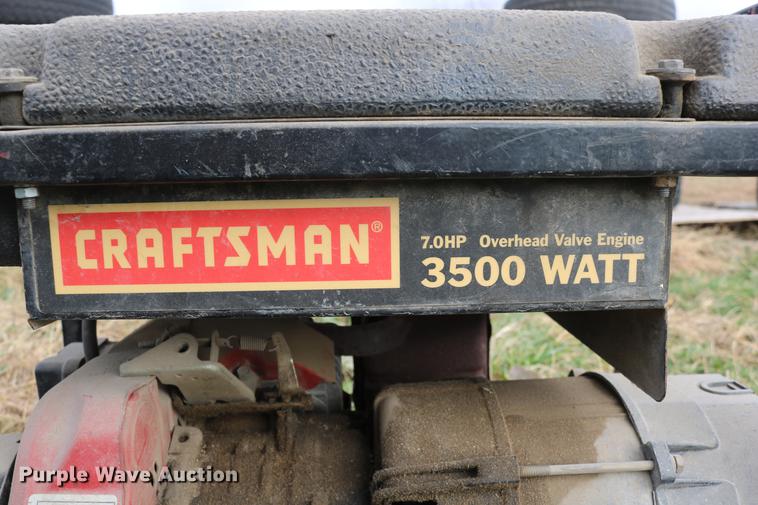 CRAFTSMAN®
7.0HP Overhead Valve Engine
3500 WATT
Purple Wave Auction